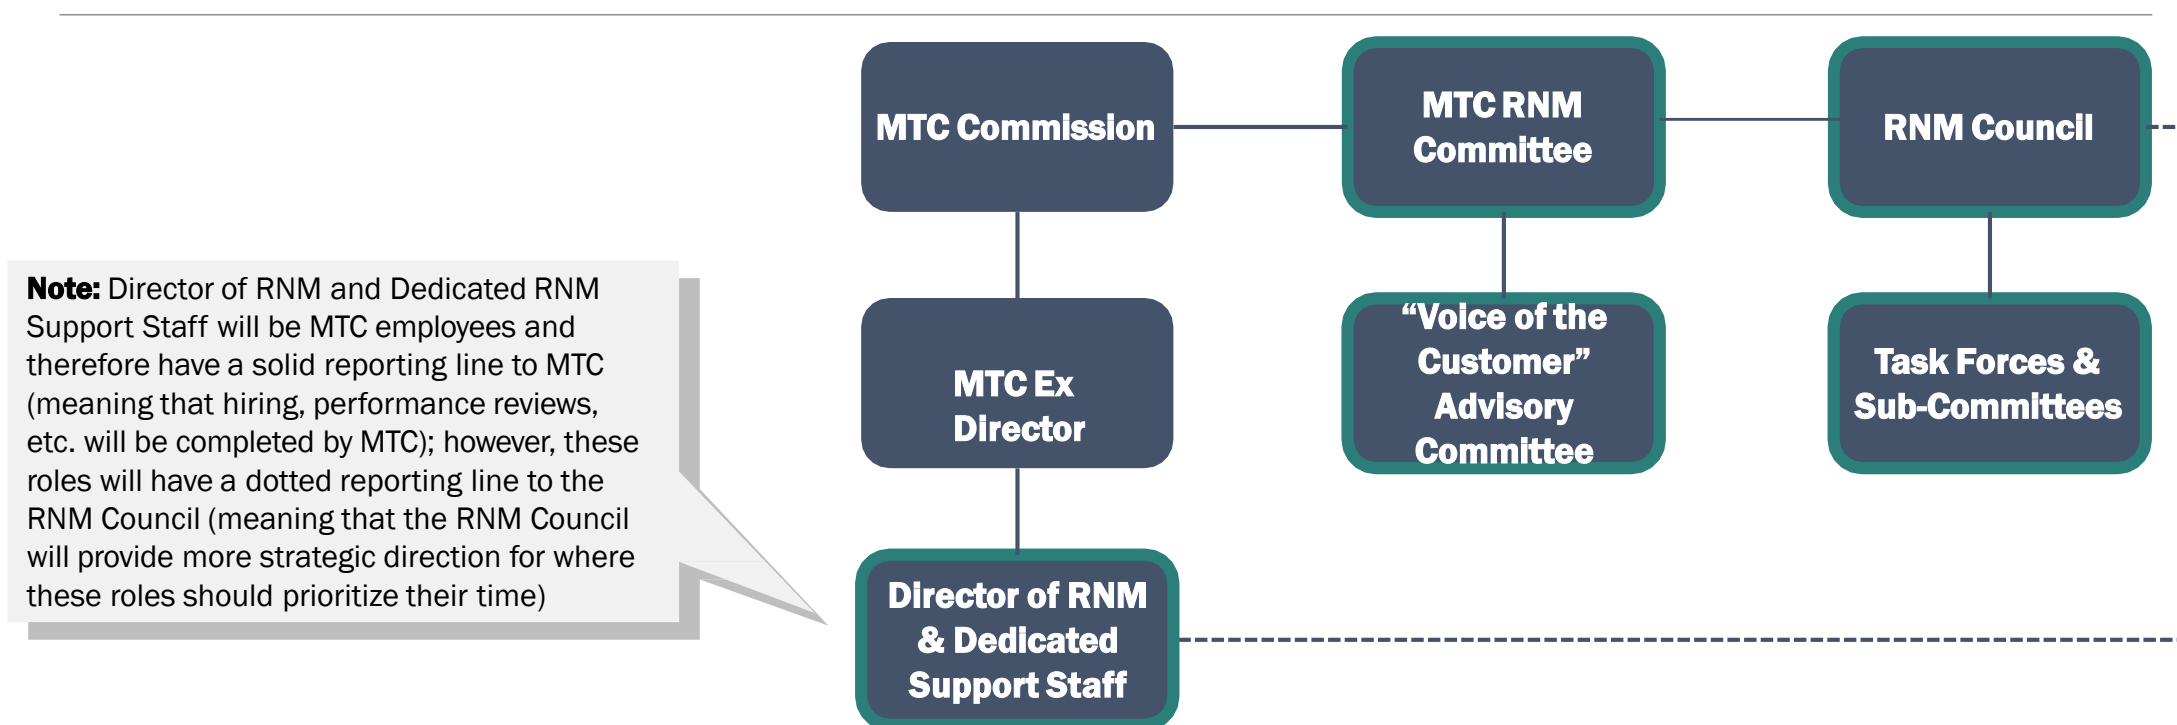 MTC Commission
MTC RNM
Committee
RNM Council
Note: Director of RNM and Dedicated RNM
Support Staff will be MTC employees and
therefore have a solid reporting line to MTC
(meaning that hiring, performance reviews,
etc. will be completed by MTC); however, these
roles will have a dotted reporting line to the
RNM Council (meaning that the RNM Council
will provide more strategic direction for where
these roles should prioritize their time)
MTC Ex
Director
“Voice of the
Customer”
Advisory
Committee
Task Forces &
Sub-Committees
Director of RNM
& Dedicated
Support Staff